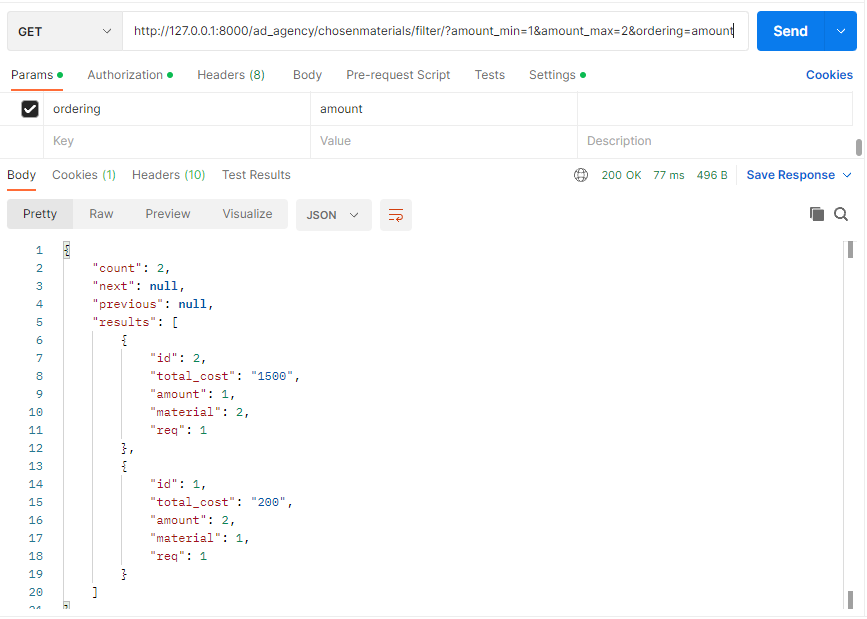 GET http://127.0.0.1:8000/ad_agency/chosenmaterials/filter/?amount_min=1&amount_max=2&ordering=amount Send
Params Authorization Headers (8) Body Pre-request Script Tests Settings Cookies
ordering amount
Key Value Description
Body Cookies (1) Headers (10) Test Results 200 OK 77 ms 496 B Save Response
Pretty Raw Preview Visualize JSON
1 {
2 "count": 2,
3 "next": null,
4 "previous": null,
5 "results": [
6 {
7 "id": 2,
8 "total_cost": "1500",
9 "amount": 1,
10 "material": 2,
11 "req": 1
12 },
13 {
14 "id": 1,
15 "total_cost": "200",
16 "amount": 2,
17 "material": 1,
18 "req": 1
19 }
20 ]
21 }